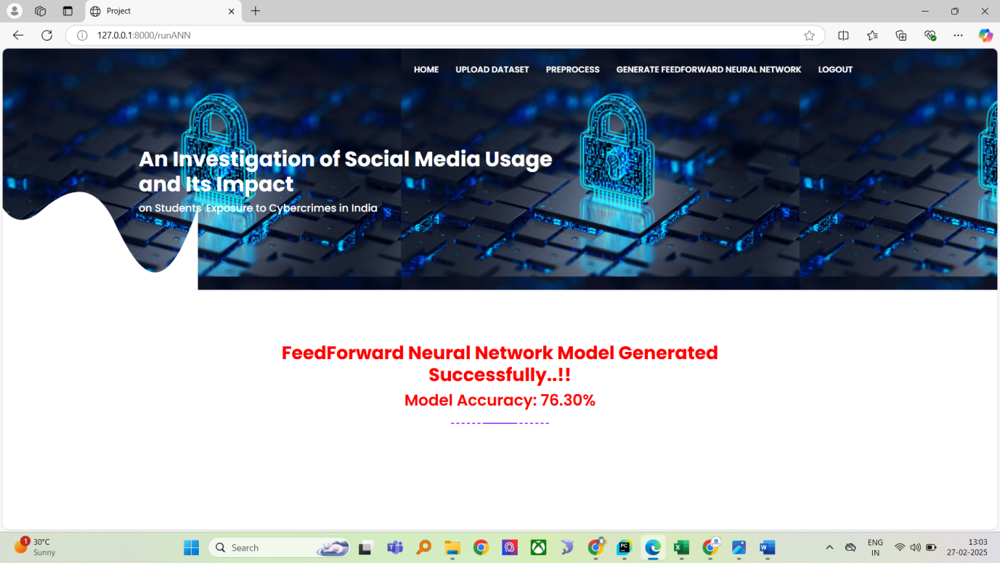 Project
127.0.0.1:8000/runANN
HOME UPLOAD DATASET PREPROCESS GENERATE FEEDFORWARD NEURAL NETWORK LOGOUT
An Investigation of Social Media Usage
and Its Impact
on Students' Exposure to Cybercrimes in India
FeedForward Neural Network Model Generated
Successfully..!!
Model Accuracy: 76.30%
1
30°C
Sunny
Search
PC
ENG
IN
13:03
27-02-2025